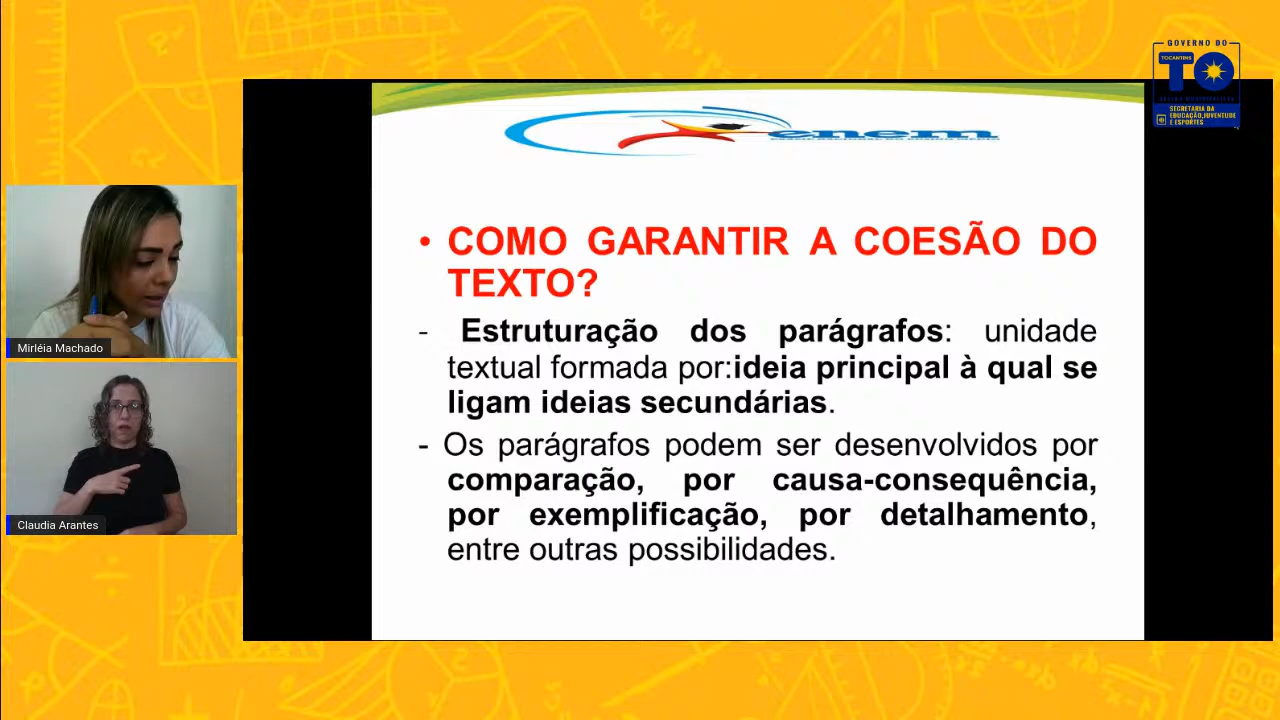 GOVERNO DO
TOCANTINS
TO
SECRETARIA DA
EDUCAÇÃO, JUVENTUDE
E ESPORTES
enem
• COMO GARANTIR A COESÃO DO
TEXTO?
- Estruturação dos parágrafos: unidade
textual formada por:ideia principal à qual se
ligam ideias secundárias.
- Os parágrafos podem ser desenvolvidos por
comparação, por causa-consequência,
por exemplificação, por detalhamento,
entre outras possibilidades.
Mirléia Machado
Claudia Arantes